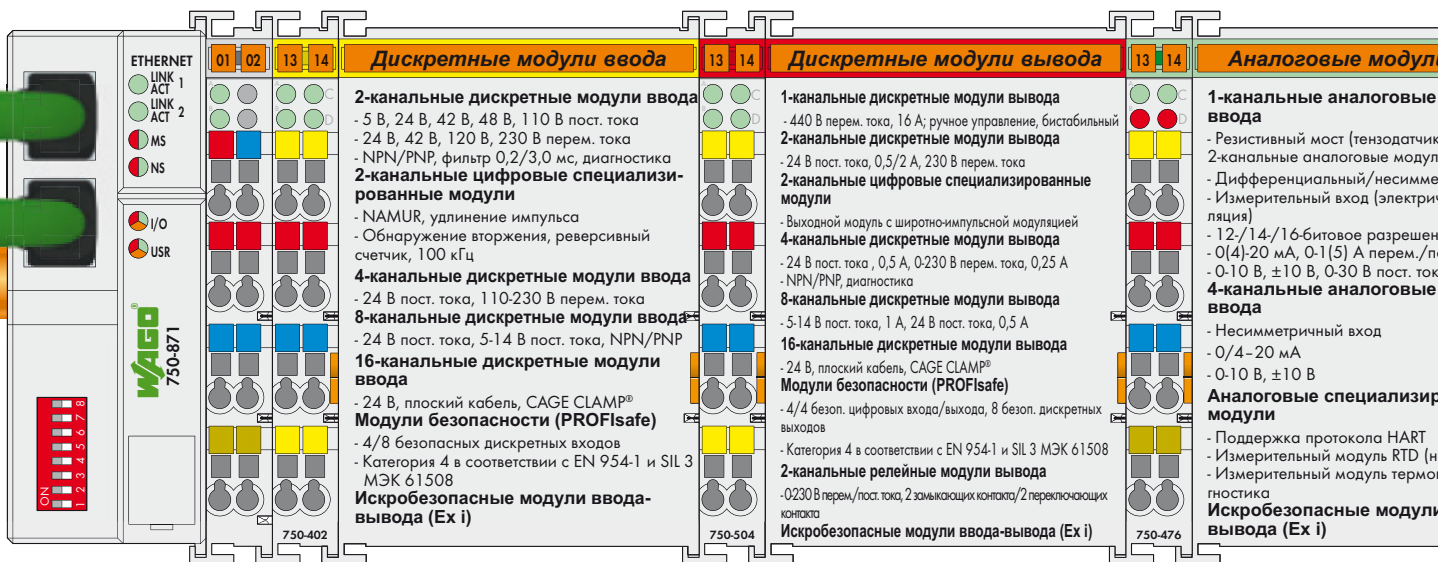 ETHERNET
LINK
ACT 1
LINK
ACT 2
MS
NS
I/O
USR
WAGO
750-871
ON
1 2 3 4 5 6 7 8
01 02
13 14
C
D
750-402
Дискретные модули ввода
2-канальные дискретные модули ввода
- 5 В, 24 В, 42 В, 48 В, 110 В пост. тока
- 24 В, 42 В, 120 В, 230 В перем. тока
- NPN/PNP, фильтр 0,2/3,0 мс, диагностика
2-канальные цифровые специализи-
рованные модули
- NAMUR, удлинение импульса
- Обнаружение вторжения, реверсивный
счетчик, 100 кГц
4-канальные дискретные модули ввода
- 24 В пост. тока, 110-230 В перем. тока
8-канальные дискретные модули ввода
- 24 В пост. тока, 5-14 В пост. тока, NPN/PNP
16-канальные дискретные модули
ввода
- 24 В, плоский кабель, CAGE CLAMP®
Модули безопасности (PROFIsafe)
- 4/8 безопасных дискретных входов
- Категория 4 в соответствии с EN 954-1 и SIL 3
МЭК 61508
Искробезопасные модули ввода-
вывода (Ex i)
13 14
C
D
750-504
Дискретные модули вывода
1-канальные дискретные модули вывода
- 440 В перем. тока, 16 А; ручное управление, бистабильный
2-канальные дискретные модули вывода
- 24 В пост. тока, 0,5/2 А, 230 В перем. тока
2-канальные цифровые специализированные
модули
- Выходной модуль с широтно-импульсной модуляцией
4-канальные дискретные модули вывода
- 24 В пост. тока , 0,5 А, 0-230 В перем. тока, 0,25 А
- NPN/PNP, диагностика
8-канальные дискретные модули вывода
- 5-14 В пост. тока, 1 А, 24 В пост. тока, 0,5 А
16-канальные дискретные модули вывода
- 24 В, плоский кабель, CAGE CLAMP®
Модули безопасности (PROFIsafe)
- 4/4 безоп. цифровых входа/выхода, 8 безоп. дискретных
выходов
- Категория 4 в соответствии с EN 954-1 и SIL 3 МЭК 61508
2-канальные релейные модули вывода
- 0-230 В перем./пост. тока, 2 замыкающих контакта/2 переключающих
контакта
Искробезопасные модули ввода-вывода (Ex i)
13 14
C
D
750-476
Аналоговые модул
1-канальные аналоговые
ввода
- Резистивный мост (тензодатчик
2-канальные аналоговые модул
- Дифференциальный/несимме
- Измерительный вход (электрич
ляция)
- 12-/14-/16-битовое разрешен
- 0(4)-20 мА, 0-1(5) А перем./п
- 0-10 В, ±10 В, 0-30 В пост. ток
4-канальные аналоговые
ввода
- Несимметричный вход
- 0/4–20 мА
- 0-10 В, ±10 В
Аналоговые специализир
модули
- Поддержка протокола HART
- Измерительный модуль RTD (н
- Измерительный модуль термо
гностика
Искробезопасные модули
вывода (Ex i)